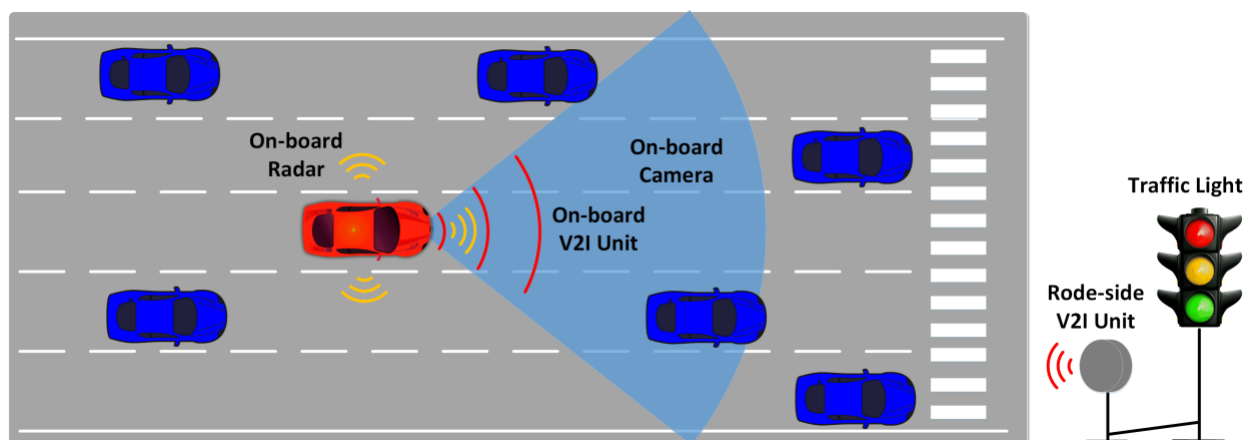 On-board
Radar
On-board
Camera
On-board
V2I Unit
Traffic Light
Rode-side
V2I Unit